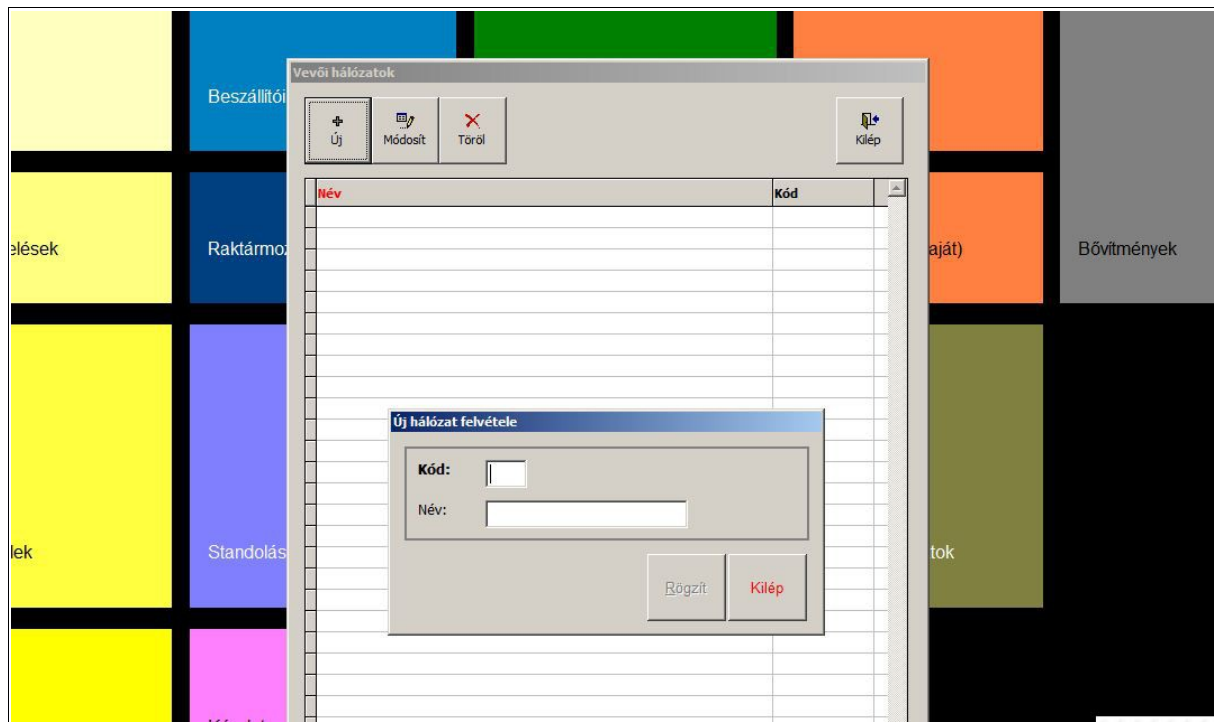 Vevői hálózatok
Beszállítói
Új
Módosít
Töröl
Kilép
Név
Kód
elések
Raktármoz
aját)
Bővítmények
Új hálózat felvétele
Kód:
Név:
lek
Standolás
tok
Rögzít
Kilép